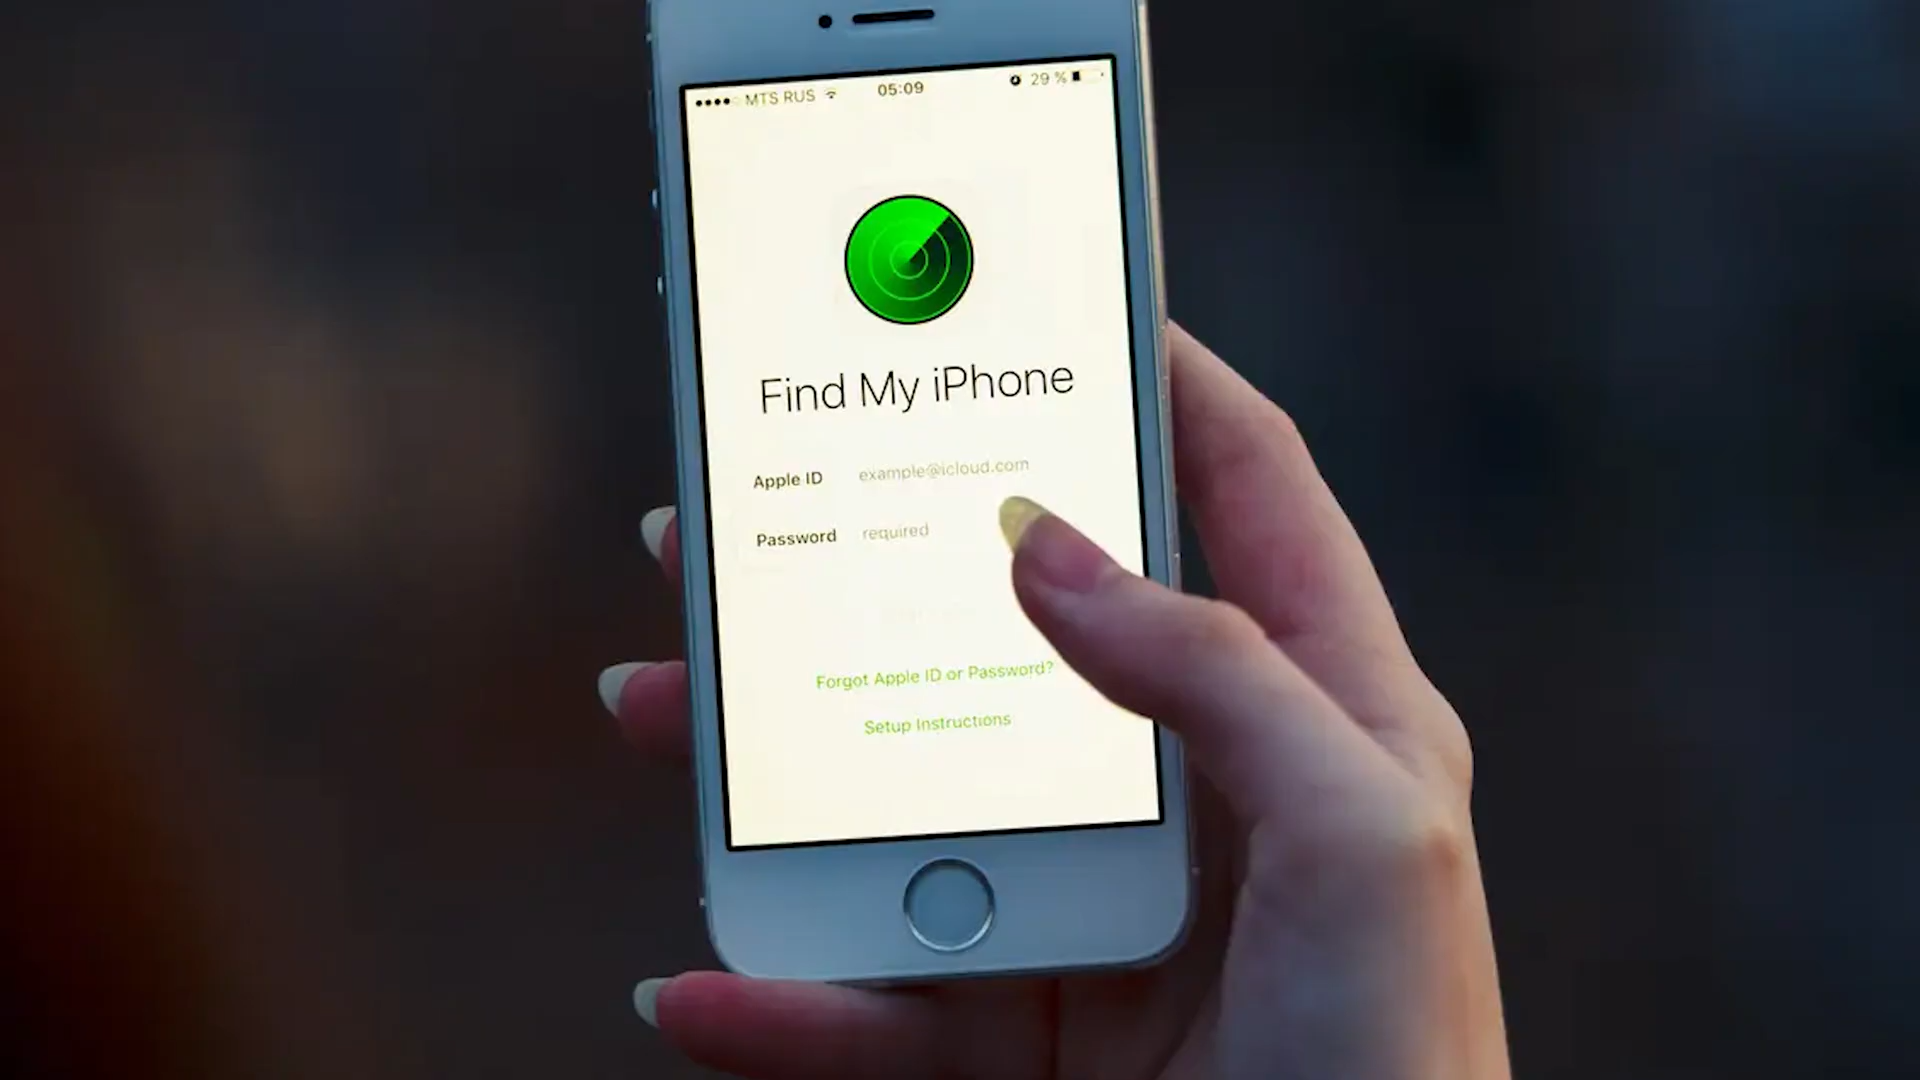 MTS RUS 05:09 29 %
Find My iPhone
Apple ID example@icloud.com
Password required
Forgot Apple ID or Password?
Setup Instructions